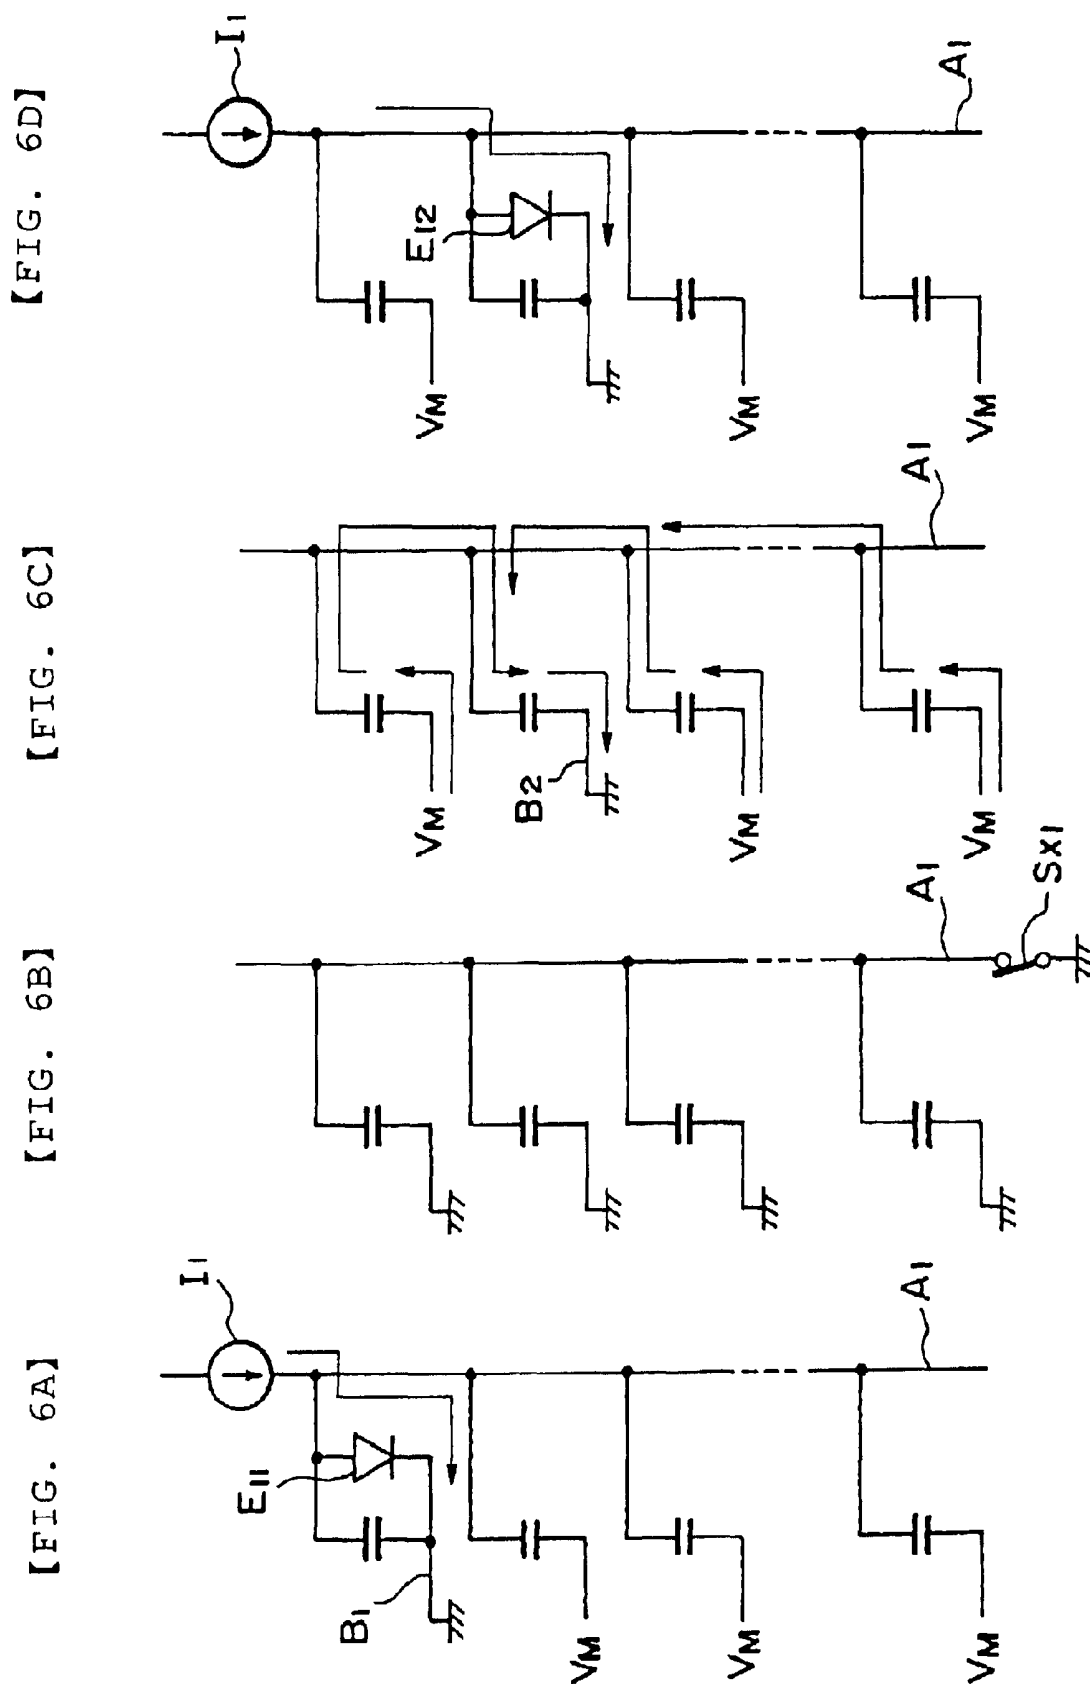 [FIG. 6A]
I1
E11
B1
A1
VM
VM
VM
[FIG. 6B]
A1
SX1
[FIG. 6C]
A1
B2
VM
VM
VM
[FIG. 6D]
I1
E12
A1
VM
VM
VM